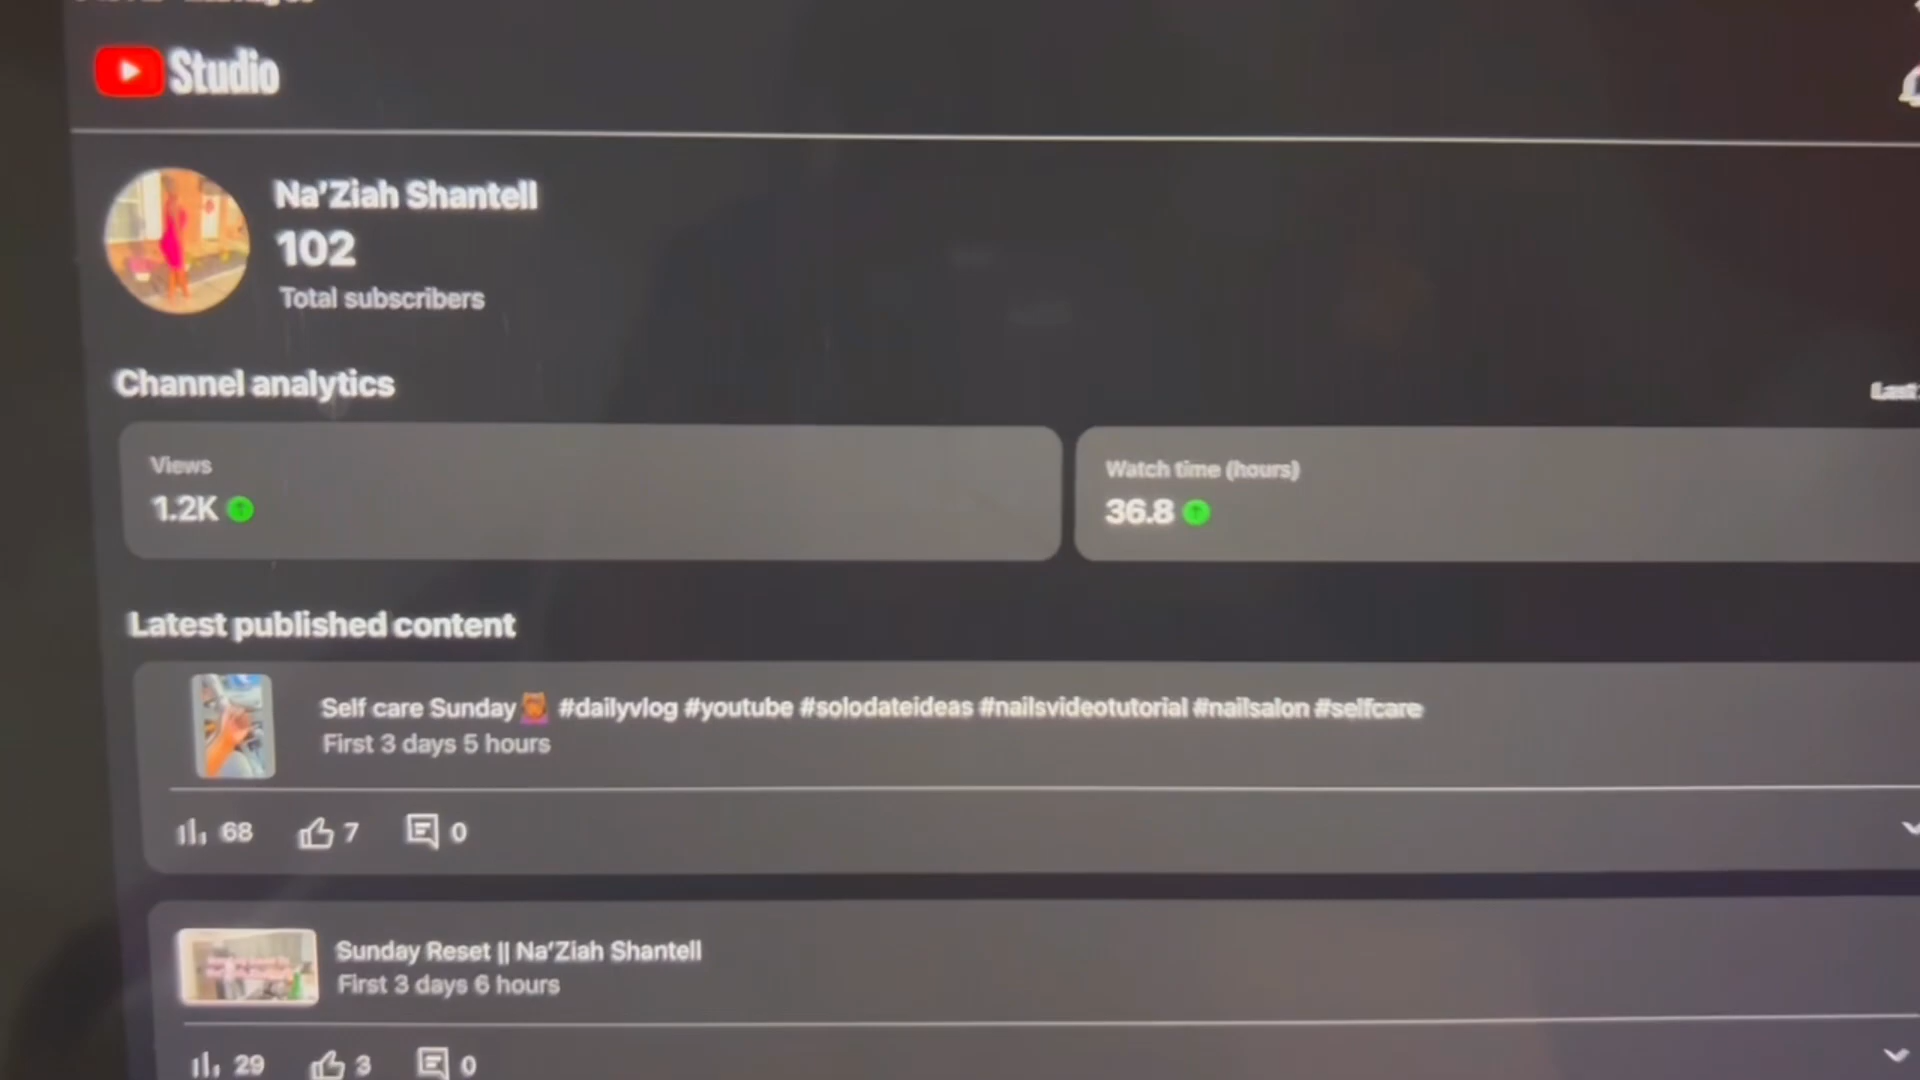 Studio
Na'Ziah Shantell
102
Total subscribers
Channel analytics
Last
Views
1.2K
Watch time (hours)
36.8
Latest published content
Self care Sunday💆🏾‍♀️ #dailyvlog #youtube #solodateideas #nailsvideotutorial #nailsalon #selfcare
First 3 days 5 hours
68 7 0
Sunday Reset || Na'Ziah Shantell
First 3 days 6 hours
29 3 0